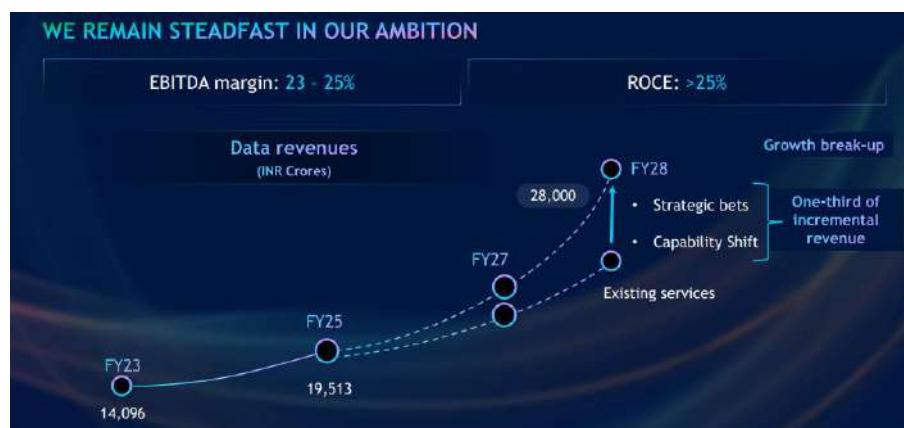 WE REMAIN STEADFAST IN OUR AMBITION
EBITDA margin: 23 - 25%
ROCE: >25%
Data revenues
(INR Crores)
Growth break-up
28,000
FY28
• Strategic bets
• Capability Shift
One-third of
incremental
revenue
FY27
Existing services
FY25
19,513
FY23
14,096